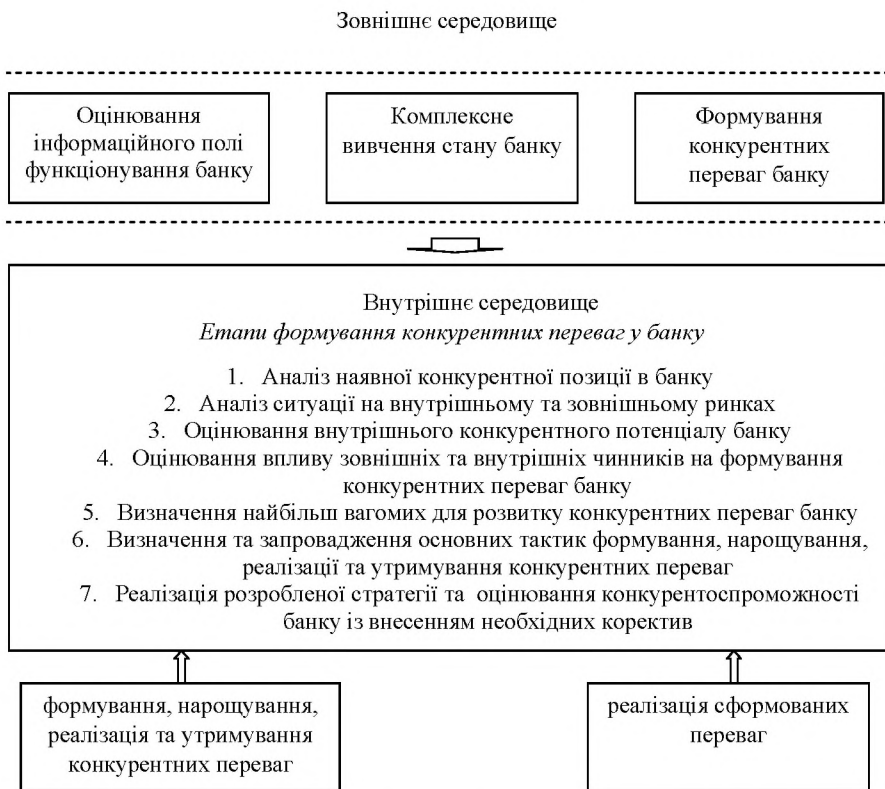 Зовнішнє середовище
Оцінювання
інформаційного полі
функціонування банку
Комплексне
вивчення стану банку
Формування
конкурентних
переваг банку
Внутрішнє середовище
Етапи формування конкурентних переваг у банку
1. Аналіз наявної конкурентної позиції в банку
2. Аналіз ситуації на внутрішньому та зовнішньому ринках
3. Оцінювання внутрішнього конкурентного потенціалу банку
4. Оцінювання впливу зовнішніх та внутрішніх чинників на формування
конкурентних переваг банку
5. Визначення найбільш вагомих для розвитку конкурентних переваг банку
6. Визначення та запровадження основних тактик формування, нарощування,
реалізації та утримування конкурентних переваг
7. Реалізація розробленої стратегії та оцінювання конкурентоспроможності
банку із внесенням необхідних коректив
формування, нарощування,
реалізація та утримування
конкурентних переваг
реалізація сформованих
переваг